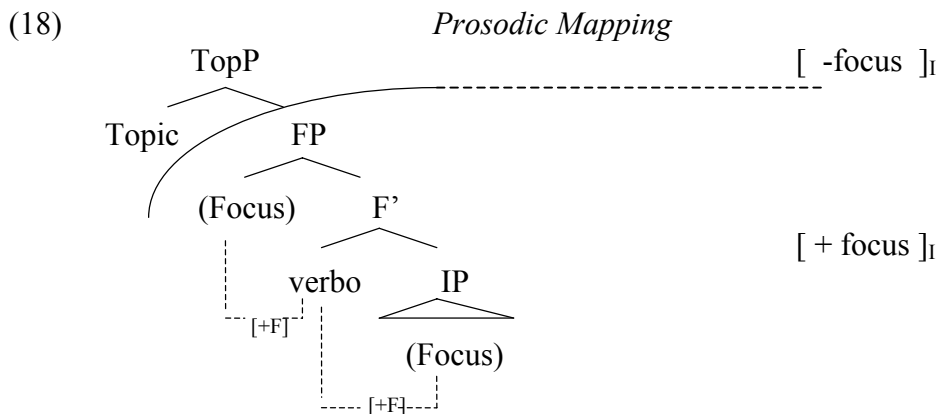 (18) Prosodic Mapping
TopP [ -focus ]I
Topic FP
(Focus) F’
[ + focus ]I
verbo IP
[+F]
(Focus)
[+F]